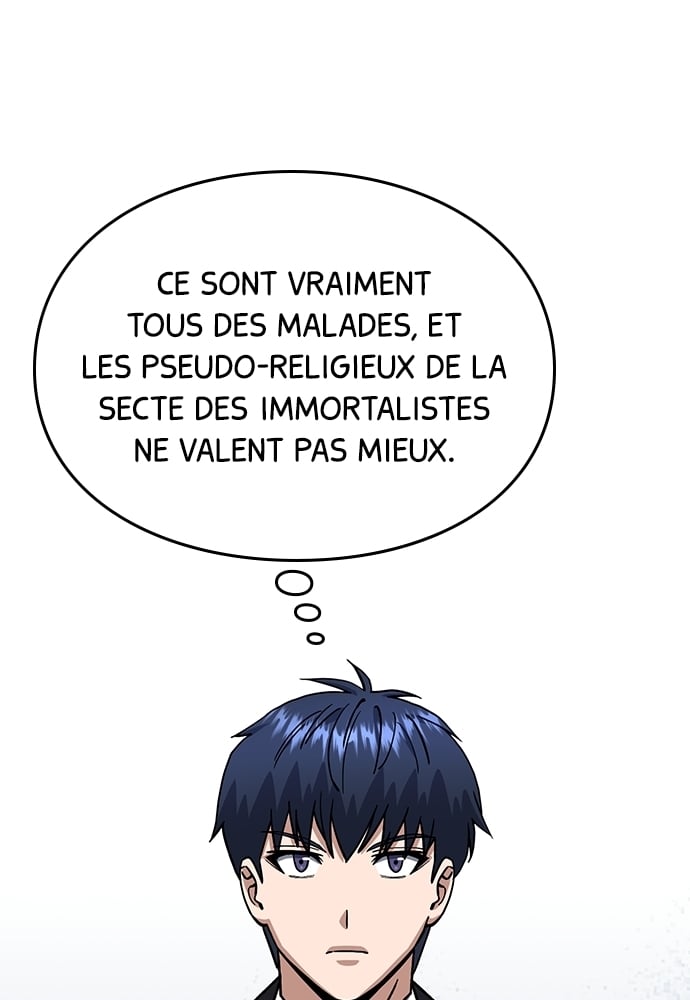 CE SONT VRAIMENT
TOUS DES MALADES, ET
LES PSEUDO-RELIGIEUX DE LA
SECTE DES IMMORTALISTES
NE VALENT PAS MIEUX.